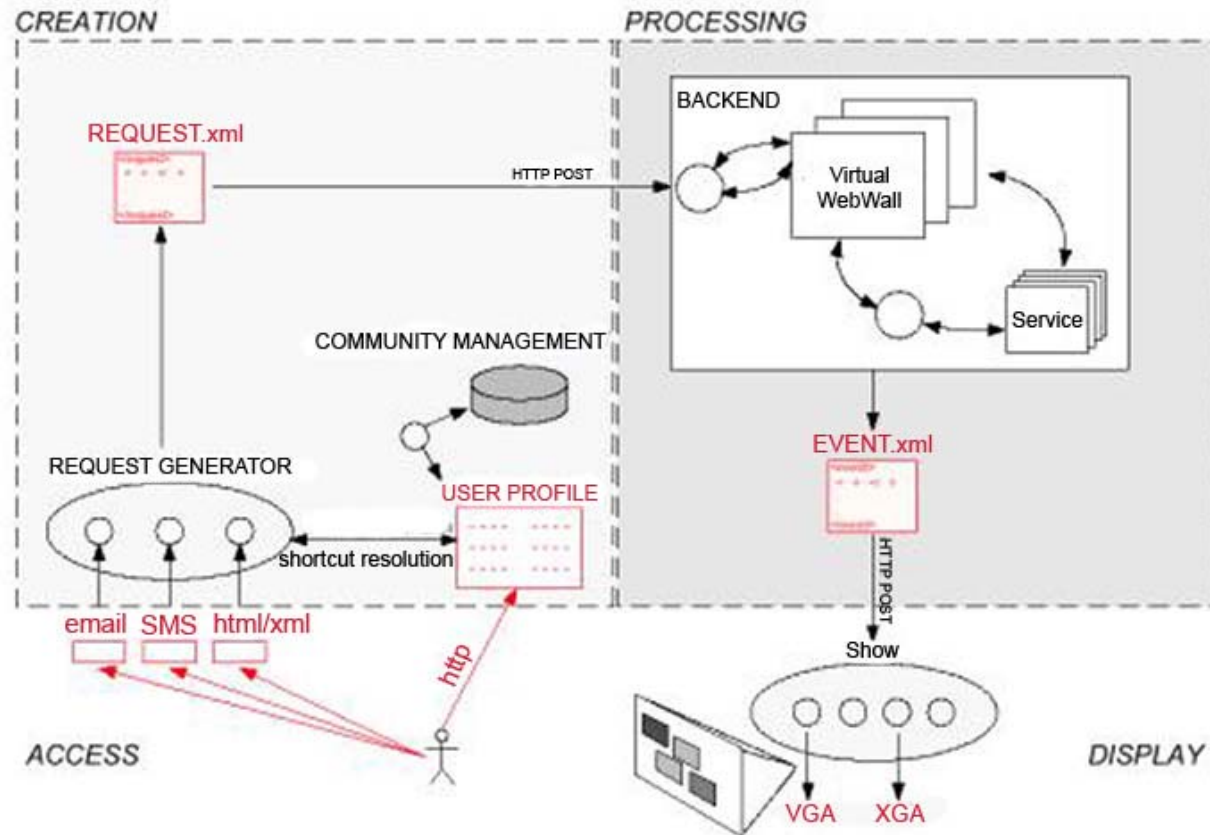 CREATION
PROCESSING
BACKEND
REQUEST.xml
HTTP POST
Virtual
WebWall
Service
COMMUNITY MANAGEMENT
EVENT.xml
REQUEST GENERATOR
USER PROFILE
shortcut resolution
HTTP POST
email
SMS
html/xml
http
Show
ACCESS
DISPLAY
VGA
XGA